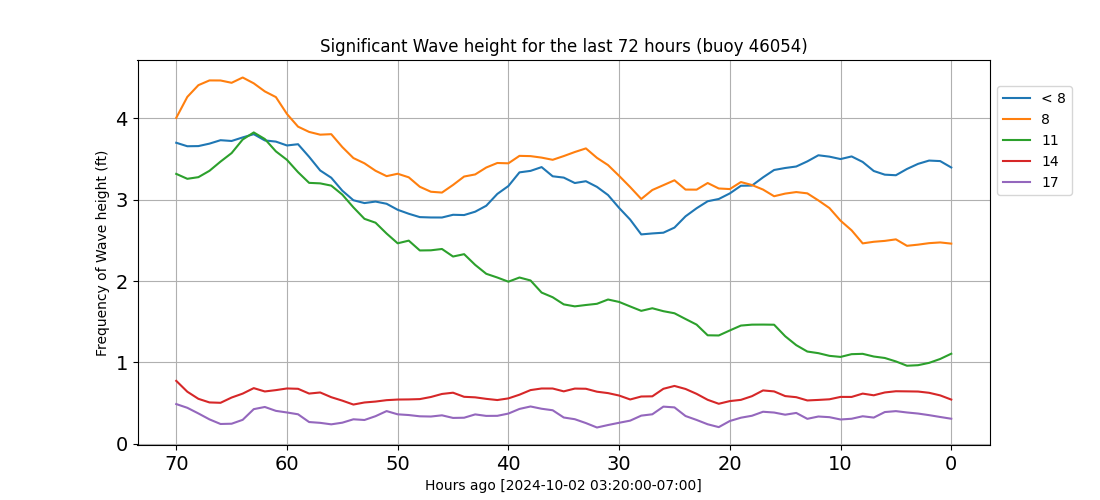 Significant Wave height for the last 72 hours (buoy 46054)
Frequency of Wave height (ft)
4
3
2
1
0
70 60 50 40 30 20 10 0
Hours ago [2024-10-02 03:20:00-07:00]
< 8
8
11
14
17